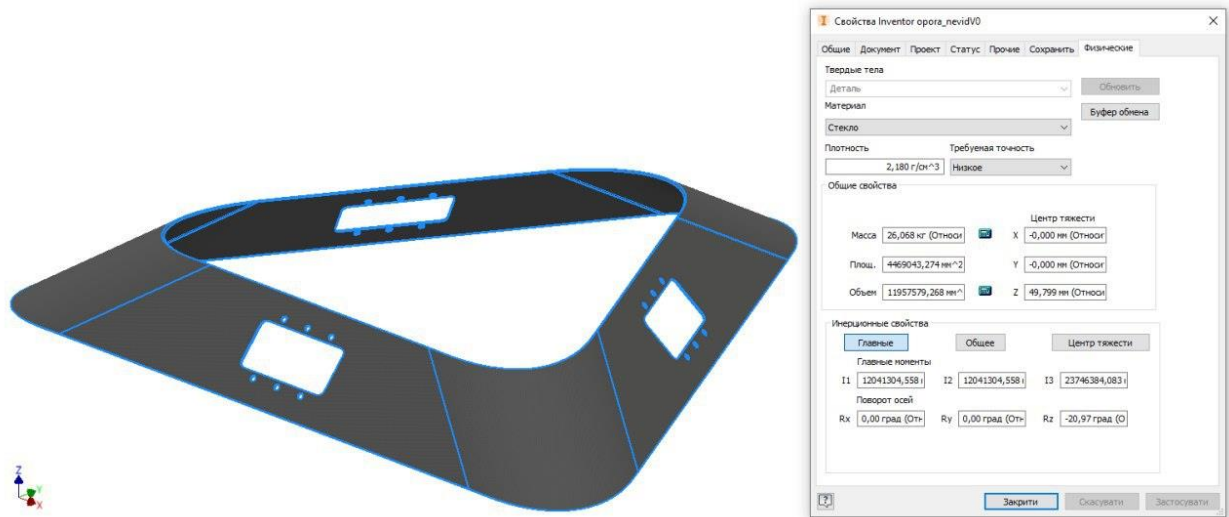 Свойства Inventor opora_nevidV0
Общие Документ Проект Статус Прочие Сохранить Физические
Твердые тела
Деталь
Обновить
Материал
Буфер обмена
Стекло
Плотность Требуемая точность
2,180 г/см^3 Низкое
Общие свойства
Центр тяжести
Масса 26,068 кг (Относи X -0,000 мм (Относит
Площ. 4469043,274 мм^2 Y -0,000 мм (Относит
Объем 11957579,268 мм^ Z 49,799 мм (Относи
Инерционные свойства
Главные Общее Центр тяжести
Главные моменты
I1 12041304,558 I2 12041304,558 I3 23746384,083
Поворот осей
Rx 0,00 град (Отн Ry 0,00 град (Отн Rz -20,97 град (О
Закрити Скасувати Застосувати
Z
Y
X